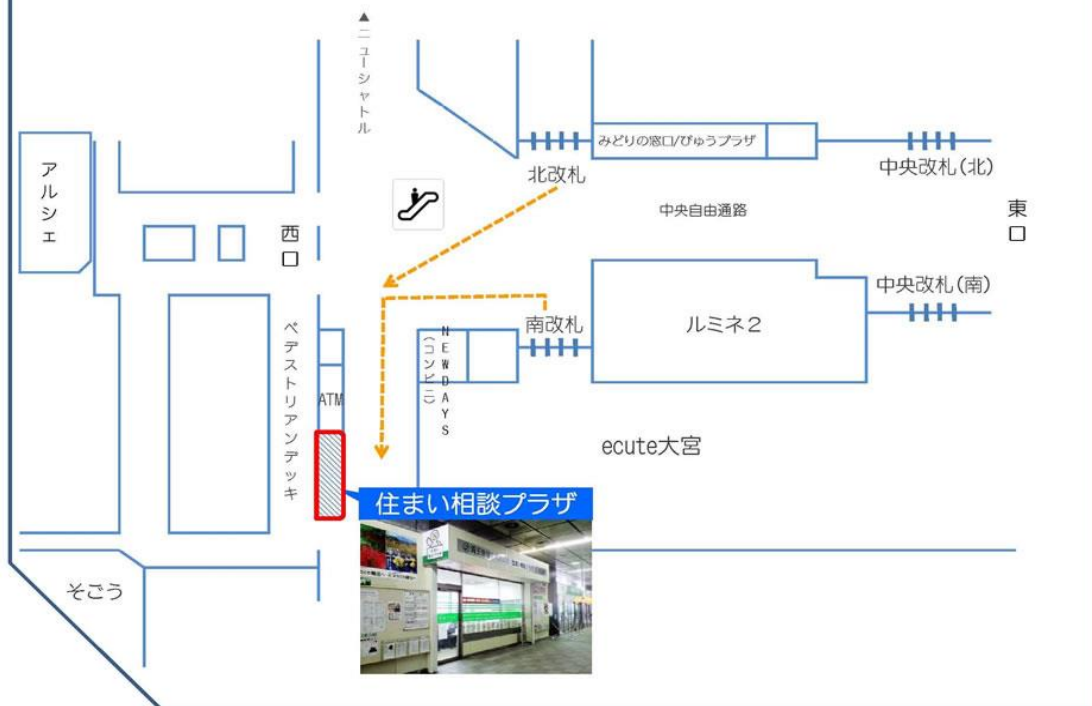 ▲ニューシャトル
みどりの窓口/びゅうプラザ
中央改札(北)
北改札
アルシェ
中央自由通路
東口
西口
中央改札(南)
南改札
ルミネ2
ペデストリアンデッキ
NEWDAYS
(コンビニ)
ATM
ecute大宮
住まい相談プラザ
そごう